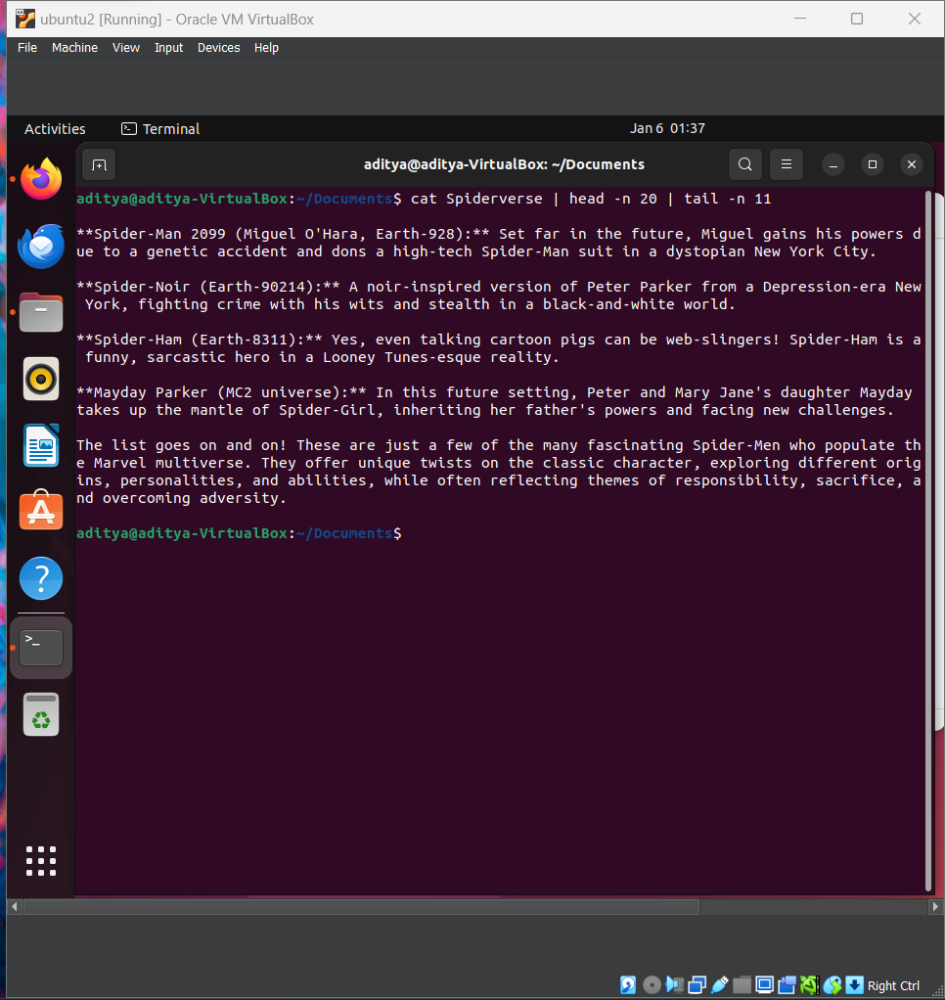 ubuntu2 [Running] - Oracle VM VirtualBox
File Machine View Input Devices Help
Activities Terminal Jan 6 01:37
aditya@aditya-VirtualBox: ~/Documents
aditya@aditya-VirtualBox:~/Documents$ cat Spiderverse | head -n 20 | tail -n 11
**Spider-Man 2099 (Miguel O'Hara, Earth-928):** Set far in the future, Miguel gains his powers d
ue to a genetic accident and dons a high-tech Spider-Man suit in a dystopian New York City.
**Spider-Noir (Earth-90214):** A noir-inspired version of Peter Parker from a Depression-era New
 York, fighting crime with his wits and stealth in a black-and-white world.
**Spider-Ham (Earth-8311):** Yes, even talking cartoon pigs can be web-slingers! Spider-Ham is a
 funny, sarcastic hero in a Looney Tunes-esque reality.
**Mayday Parker (MC2 universe):** In this future setting, Peter and Mary Jane's daughter Mayday
takes up the mantle of Spider-Girl, inheriting her father's powers and facing new challenges.
The list goes on and on! These are just a few of the many fascinating Spider-Men who populate th
e Marvel multiverse. They offer unique twists on the classic character, exploring different orig
ins, personalities, and abilities, while often reflecting themes of responsibility, sacrifice, a
nd overcoming adversity.
aditya@aditya-VirtualBox:~/Documents$
Right Ctrl